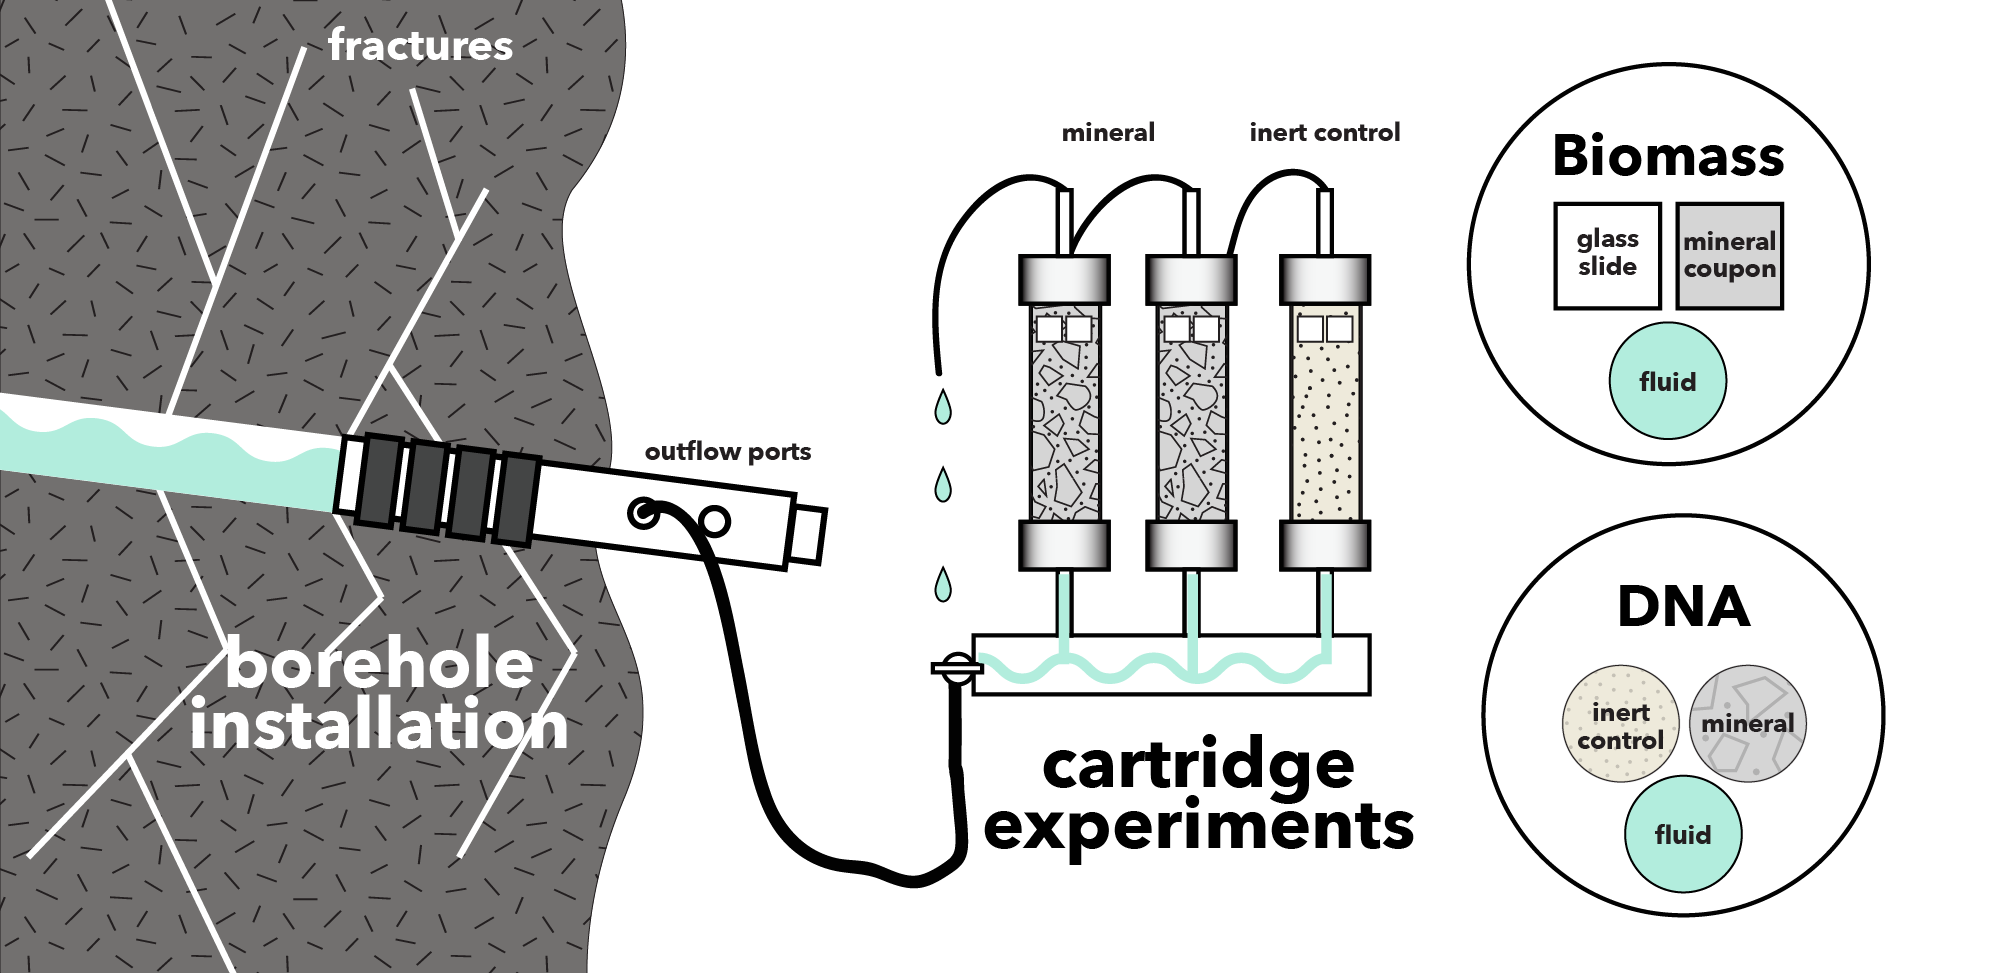 fractures
outflow ports
borehole
installation
mineral
inert control
cartridge
experiments
Biomass
glass
slide
mineral
coupon
fluid
DNA
inert
control
mineral
fluid